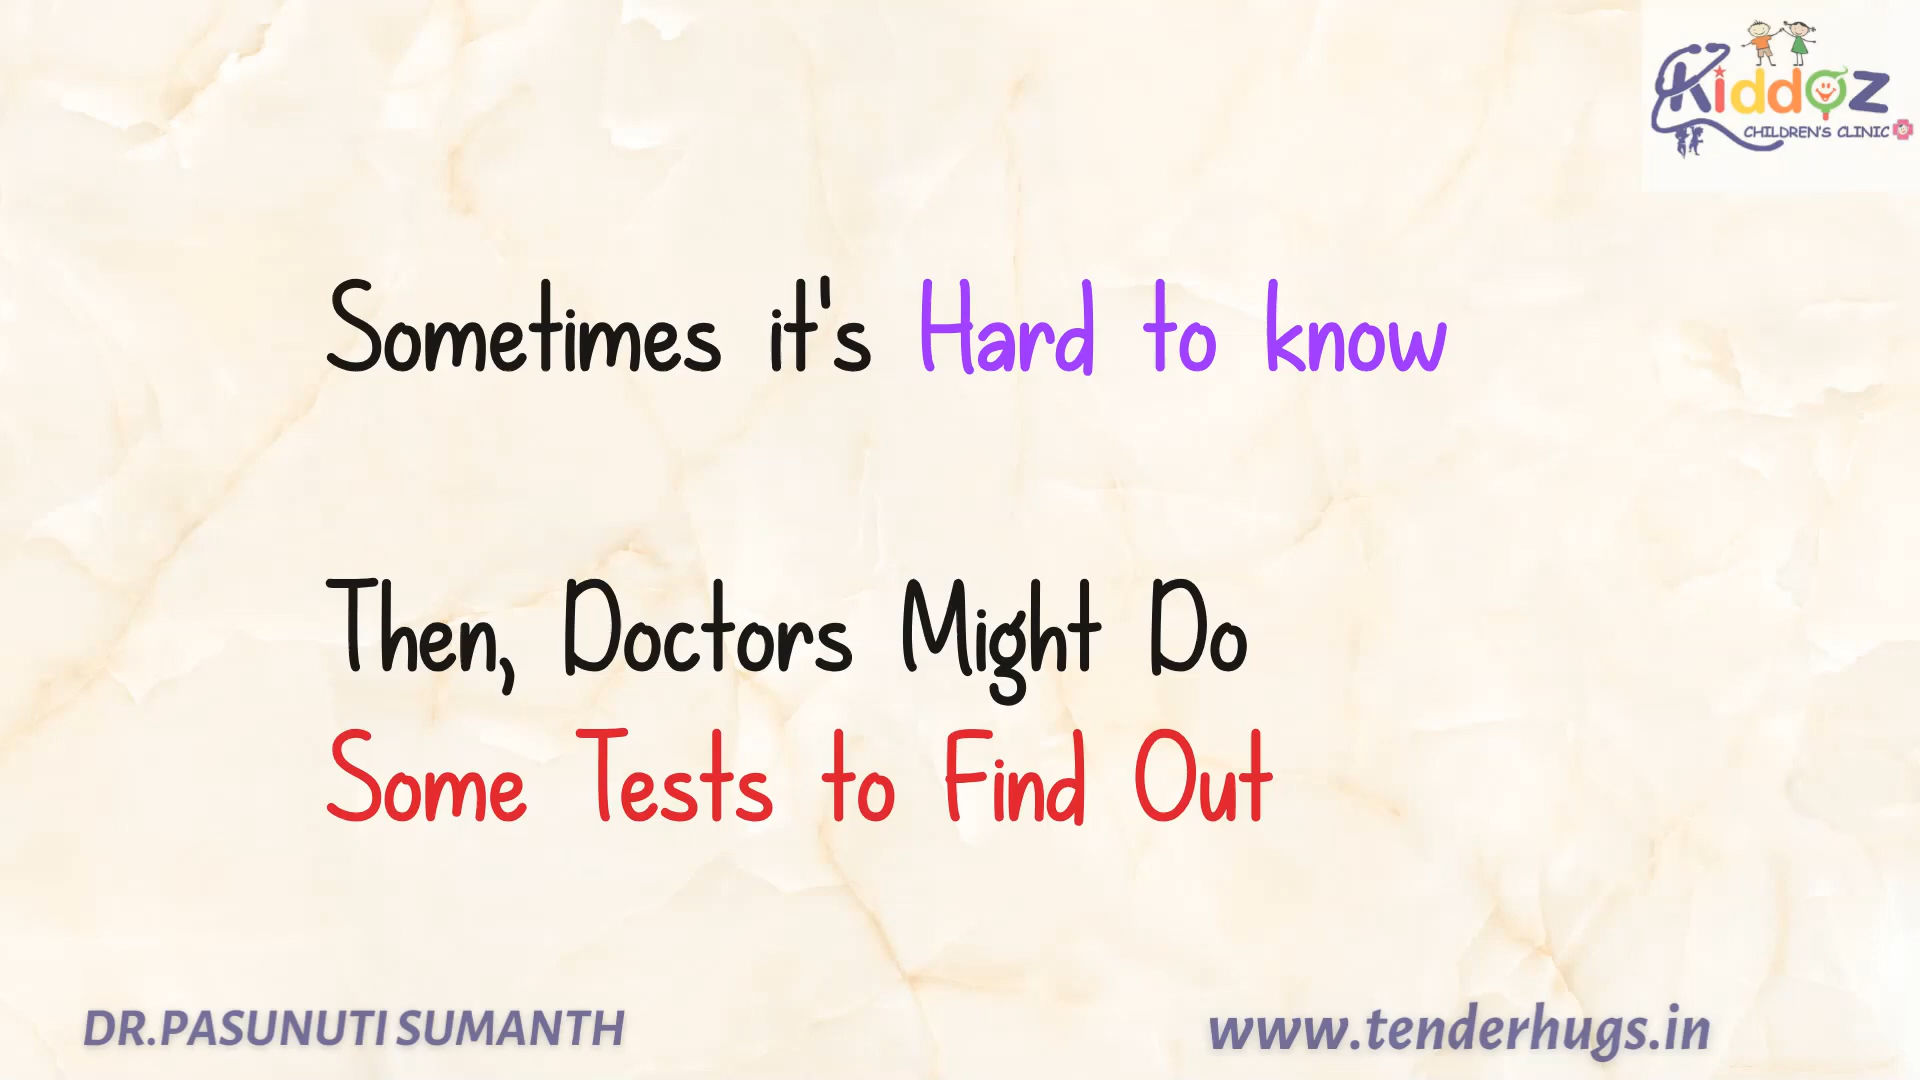 Kiddoz
CHILDREN'S CLINIC
Sometimes it's Hard to know
Then, Doctors Might Do
Some Tests to Find Out
DR.PASUNUTI SUMANTH
www.tenderhugs.in